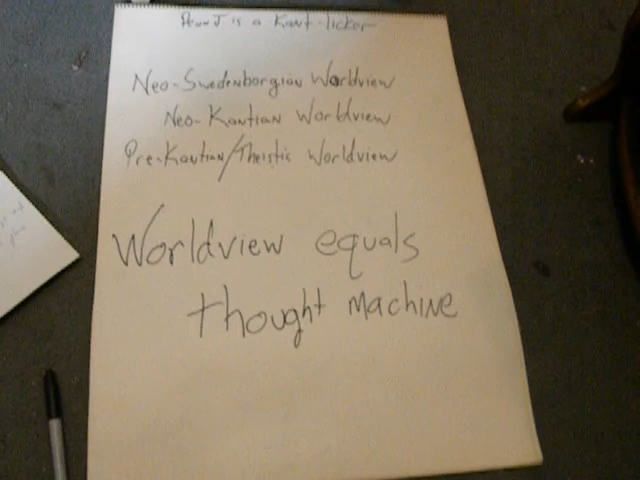 J is a Kant-licker
Neo-Swedenborgian Worldview
Neo-Kantian Worldview
Pre-Kantian/Theistic Worldview
Worldview equals
thought machine